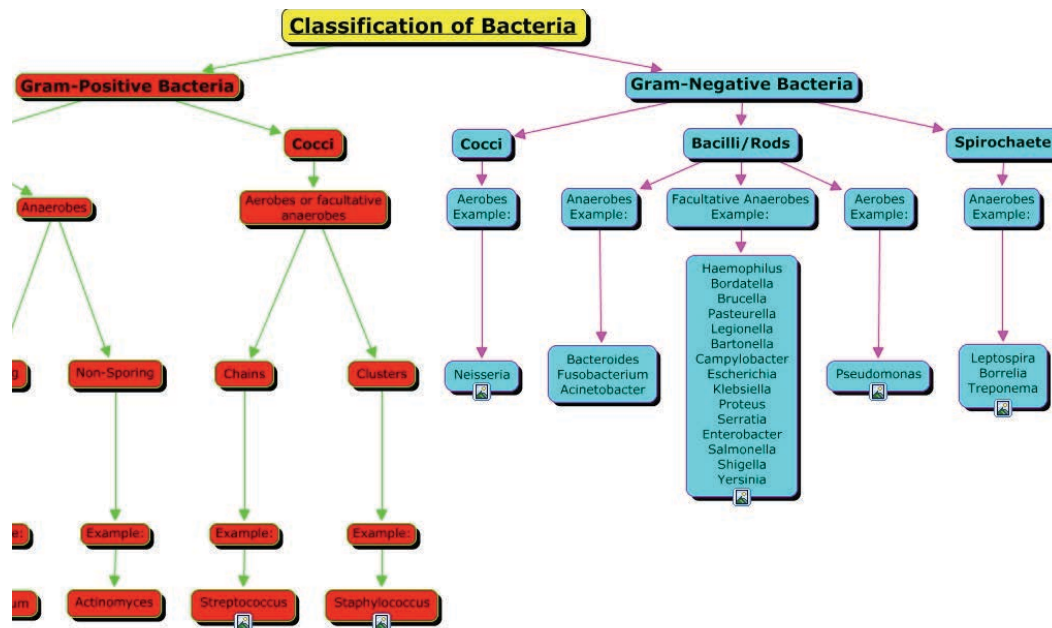 Classification of Bacteria
Gram-Positive Bacteria
Gram-Negative Bacteria
Cocci
Cocci
Bacilli/Rods
Spirochaete
Anaerobes
Aerobes or facultative
anaerobes
Aerobes
Example:
Anaerobes
Example:
Facultative Anaerobes
Example:
Aerobes
Example:
Anaerobes
Example:
Non-Sporing
Chains
Clusters
Neisseria
Bacteroides
Fusobacterium
Acinetobacter
Haemophilus
Bordatella
Brucella
Pasteurella
Legionella
Bartonella
Campylobacter
Escherichia
Klebsiella
Proteus
Serratia
Enterobacter
Salmonella
Shigella
Yersinia
Pseudomonas
Leptospira
Borrelia
Treponema
Example:
Example:
Example:
Actinomyces
Streptococcus
Staphylococcus